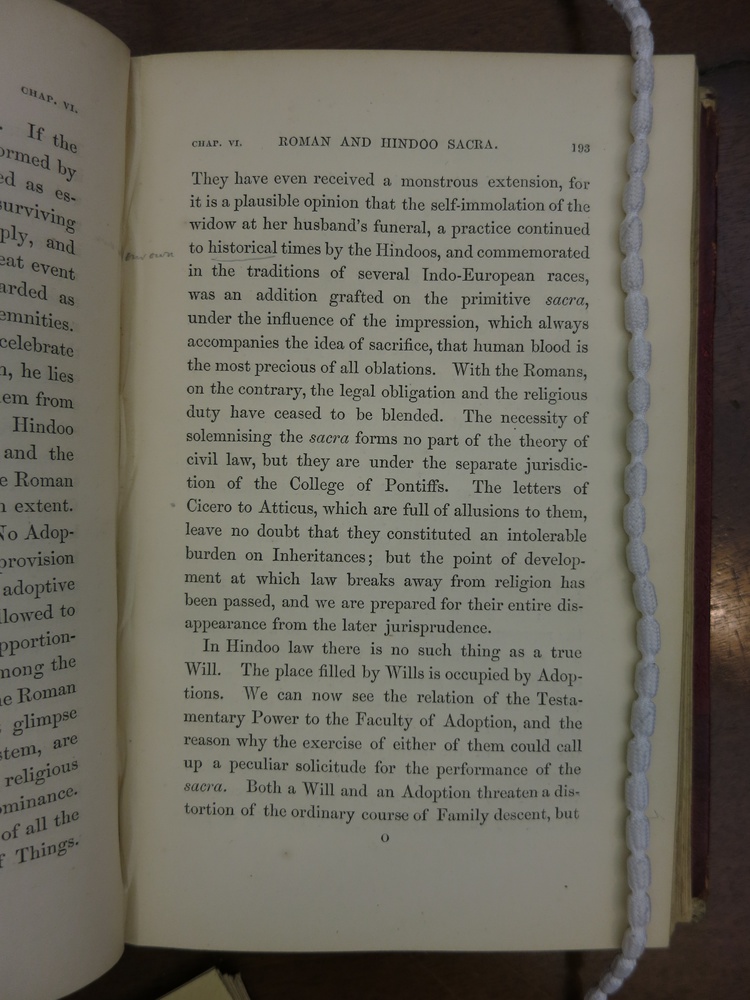 CHAP. VI.
If the
ormed by
ed as es-
surviving
ply, and
eat event
arded as
emnities.
celebrate
n, he lies
em from
Hindoo
and the
e Roman
n extent.
No Adop-
provision
adoptive
llowed to
pportion-
mong the
e Roman
glimpse
stem, are
religious
ominance.
of all the
f Things.
CHAP. VI. ROMAN AND HINDOO SACRA. 193
They have even received a monstrous extension, for
it is a plausible opinion that the self-immolation of the
widow at her husband's funeral, a practice continued
to historical times by the Hindoos, and commemorated
in the traditions of several Indo-European races,
was an addition grafted on the primitive sacra,
under the influence of the impression, which always
accompanies the idea of sacrifice, that human blood is
the most precious of all oblations. With the Romans,
on the contrary, the legal obligation and the religious
duty have ceased to be blended. The necessity of
solemnising the sacra forms no part of the theory of
civil law, but they are under the separate jurisdic-
tion of the College of Pontiffs. The letters of
Cicero to Atticus, which are full of allusions to them,
leave no doubt that they constituted an intolerable
burden on Inheritances; but the point of develop-
ment at which law breaks away from religion has
been passed, and we are prepared for their entire dis-
appearance from the later jurisprudence.
In Hindoo law there is no such thing as a true
Will. The place filled by Wills is occupied by Adop-
tions. We can now see the relation of the Testa-
mentary Power to the Faculty of Adoption, and the
reason why the exercise of either of them could call
up a peculiar solicitude for the performance of the
sacra. Both a Will and an Adoption threaten a dis-
tortion of the ordinary course of Family descent, but
O